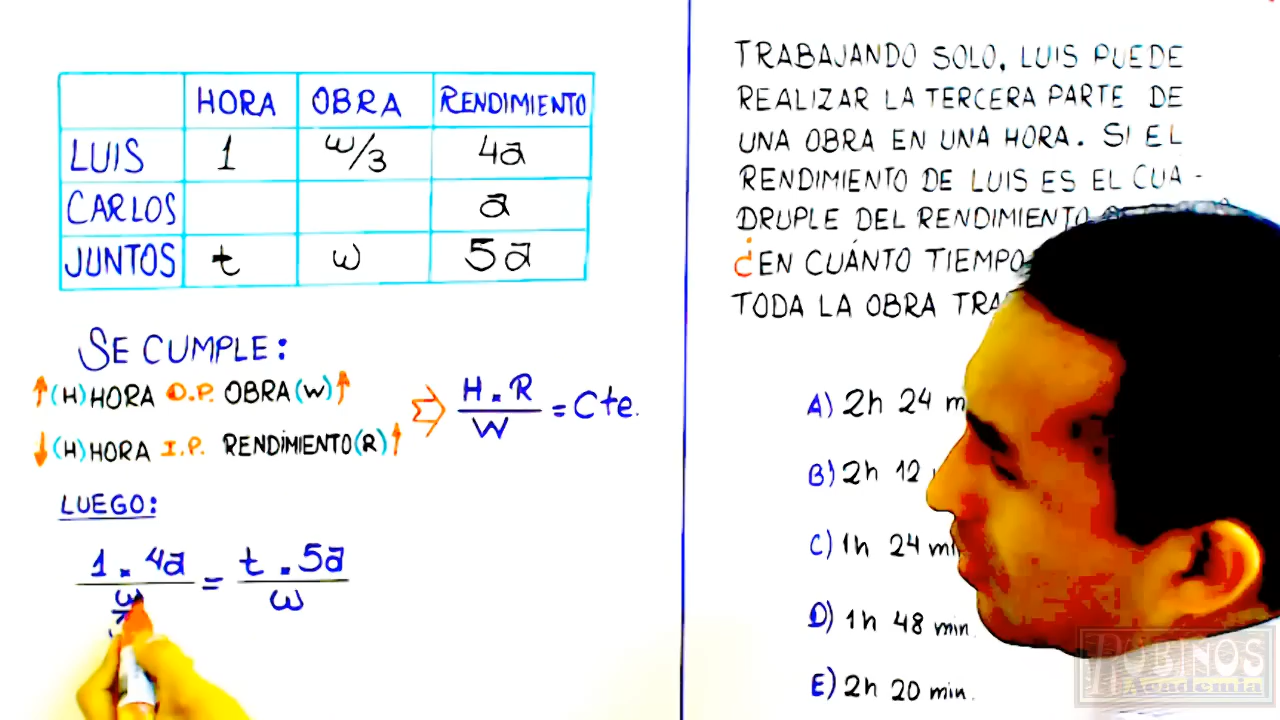 HORA OBRA RENDIMIENTO
LUIS 1 w/3 4a
CARLOS a
JUNTOS t w 5a
SE CUMPLE:
↑(H)HORA D.P. OBRA(W)↑
↓(H)HORA I.P. RENDIMIENTO(R)↑
⇨ H.R/W = Cte.
LUEGO:
1.4a/w = t.5a/w
TRABAJANDO SOLO, LUIS PUEDE
REALIZAR LA TERCERA PARTE DE
UNA OBRA EN UNA HORA. SI EL
RENDIMIENTO DE LUIS ES EL CUA-
DRUPLE DEL RENDIMIENTO
¿EN CUÁNTO TIEMPO
TODA LA OBRA
A) 2h 24
B) 2h 12
C) 1h 24
D) 1h 48 min.
E) 2h 20 min.
RUBIÑOS
Academia